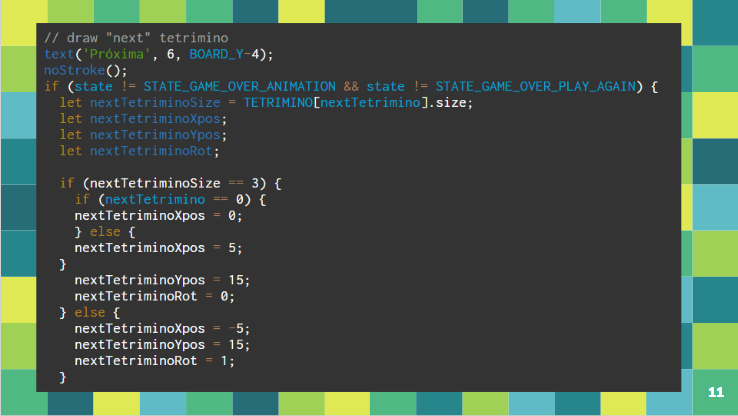 // draw "next" tetrimino
text('Próxima', 6, BOARD_Y-4);
noStroke();
if (state != STATE_GAME_OVER_ANIMATION && state != STATE_GAME_OVER_PLAY_AGAIN) {
  let nextTetriminoSize = TETRIMINO[nextTetrimino].size;
  let nextTetriminoXpos;
  let nextTetriminoYpos;
  let nextTetriminoRot;

  if (nextTetriminoSize == 3) {
    if (nextTetrimino == 0) {
    nextTetriminoXpos = 0;
    } else {
    nextTetriminoXpos = 5;
  }
    nextTetriminoYpos = 15;
    nextTetriminoRot = 0;
  } else {
    nextTetriminoXpos = -5;
    nextTetriminoYpos = 15;
    nextTetriminoRot = 1;
  }
11